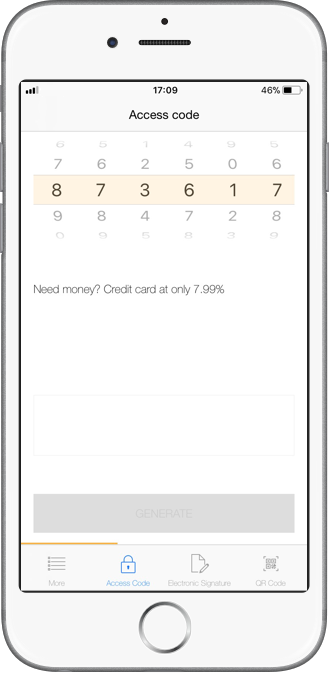 17:09 46%
Access code
6 5 1 4 9 5
7 6 2 5 0 6
8 7 3 6 1 7
9 8 4 7 2 8
0 9 5 8 3 9
Need money? Credit card at only 7.99%
GENERATE
More Access Code Electronic Signature QR Code